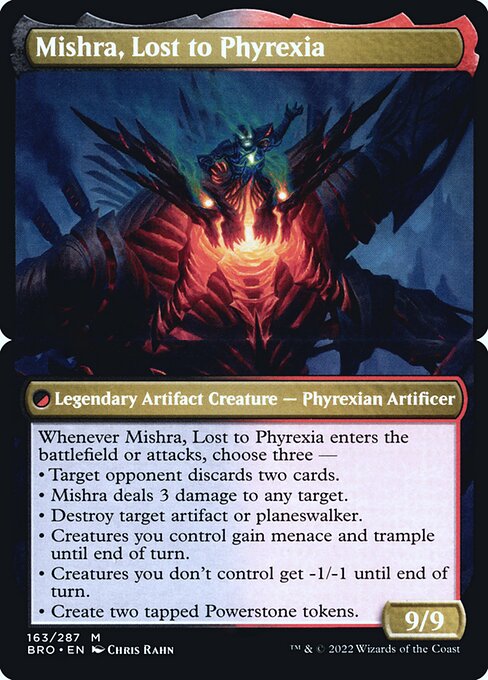 Mishra, Lost to Phyrexia
Legendary Artifact Creature — Phyrexian Artificer
Whenever Mishra, Lost to Phyrexia enters the
battlefield or attacks, choose three —
• Target opponent discards two cards.
• Mishra deals 3 damage to any target.
• Destroy target artifact or planeswalker.
• Creatures you control gain menace and trample
until end of turn.
• Creatures you don't control get -1/-1 until end of
turn.
• Create two tapped Powerstone tokens.
9/9
163/287 M
BRO • EN Chris Rahn
™ & © 2022 Wizards of the Coast